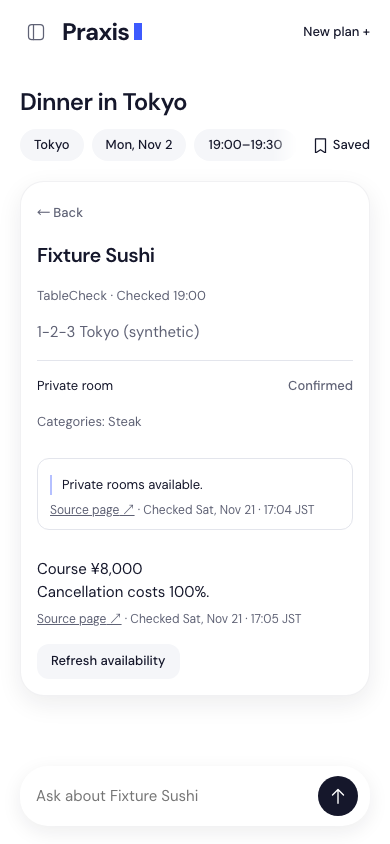 Praxis
New plan +
Dinner in Tokyo
Tokyo
Mon, Nov 2
19:00–19:30
Saved
← Back
Fixture Sushi
TableCheck · Checked 19:00
1-2-3 Tokyo (synthetic)
Private room
Confirmed
Categories: Steak
Private rooms available.
Source page ↗ · Checked Sat, Nov 21 · 17:04 JST
Course ¥8,000
Cancellation costs 100%.
Source page ↗ · Checked Sat, Nov 21 · 17:05 JST
Refresh availability
Ask about Fixture Sushi